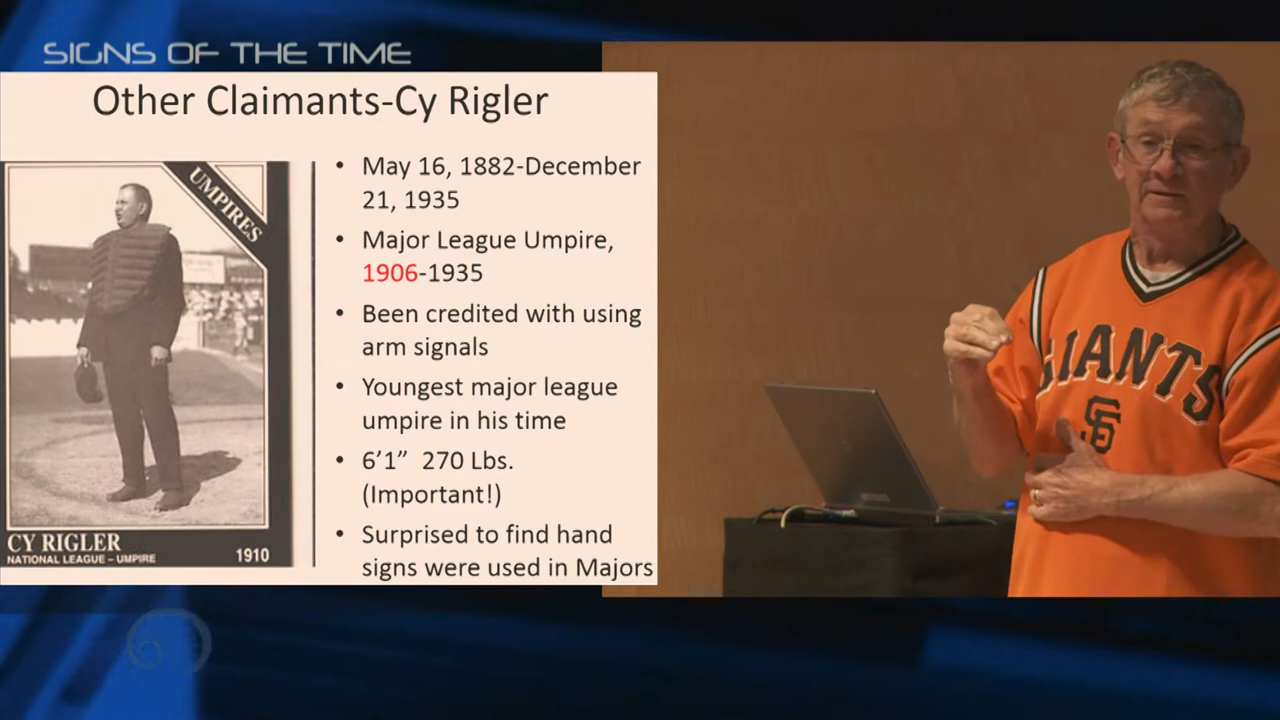 SIGNS OF THE TIME
Other Claimants-Cy Rigler
UMPIRES
CY RIGLER
NATIONAL LEAGUE – UMPIRE
1910
• May 16, 1882-December
21, 1935
• Major League Umpire,
1906-1935
• Been credited with using
arm signals
• Youngest major league
umpire in his time
• 6’1” 270 Lbs.
(Important!)
• Surprised to find hand
signs were used in Majors
GIANTS
SF